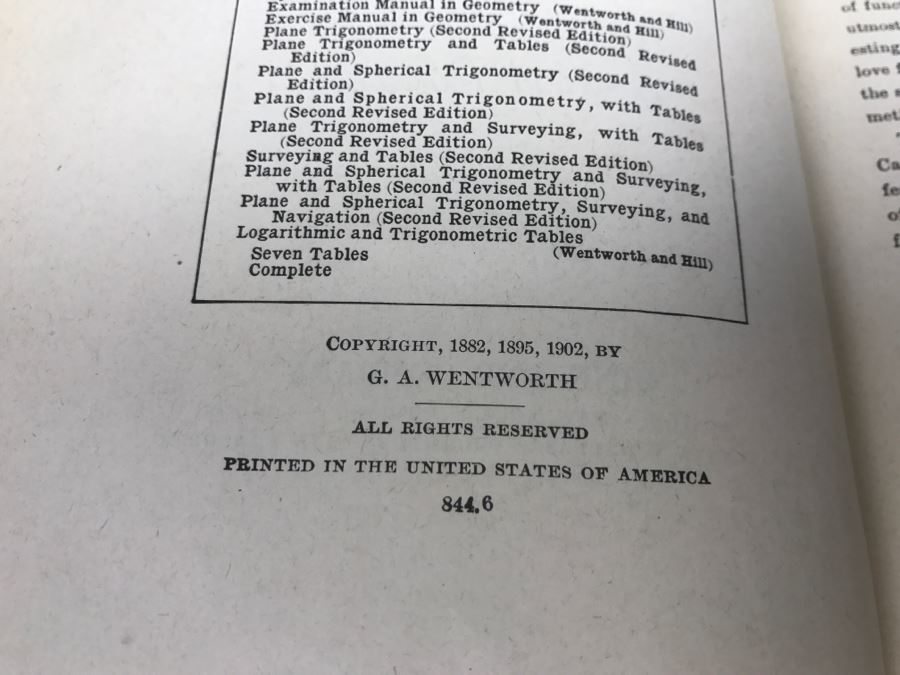 Examination Manual in Geometry (Wentworth and Hill)
Exercise Manual in Geometry (Wentworth and Hill)
Plane Trigonometry (Second Revised Edition)
Plane Trigonometry and Tables (Second Revised
Edition)
Plane and Spherical Trigonometry (Second Revised
Edition)
Plane and Spherical Trigonometry, with Tables
(Second Revised Edition)
Plane Trigonometry and Surveying, with Tables
(Second Revised Edition)
Surveying and Tables (Second Revised Edition)
Plane and Spherical Trigonometry and Surveying,
with Tables (Second Revised Edition)
Plane and Spherical Trigonometry, Surveying, and
Navigation (Second Revised Edition)
Logarithmic and Trigonometric Tables
Seven Tables (Wentworth and Hill)
Complete
COPYRIGHT, 1882, 1895, 1902, BY
G. A. WENTWORTH
ALL RIGHTS RESERVED
PRINTED IN THE UNITED STATES OF AMERICA
844.6
of
utmost
love
the